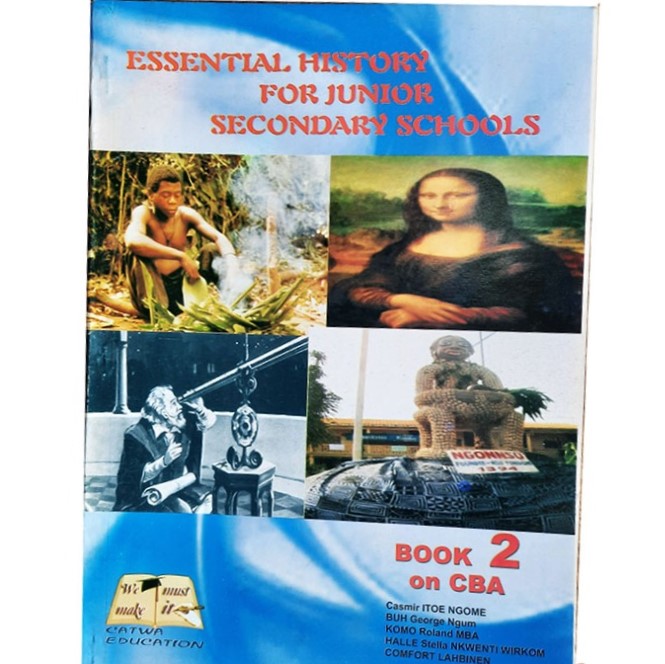 ESSENTIAL HISTORY
FOR JUNIOR
SECONDARY SCHOOLS
NGONNSO
1394
BOOK 2
on CBA
Casmir ITOE NGOME
BUH George Ngum
KOMO Roland MBA
HALLE Stella NKWENTI WIRKOM
COMFORT LAHBINEN
We must
make it
CATWA
EDUCATION